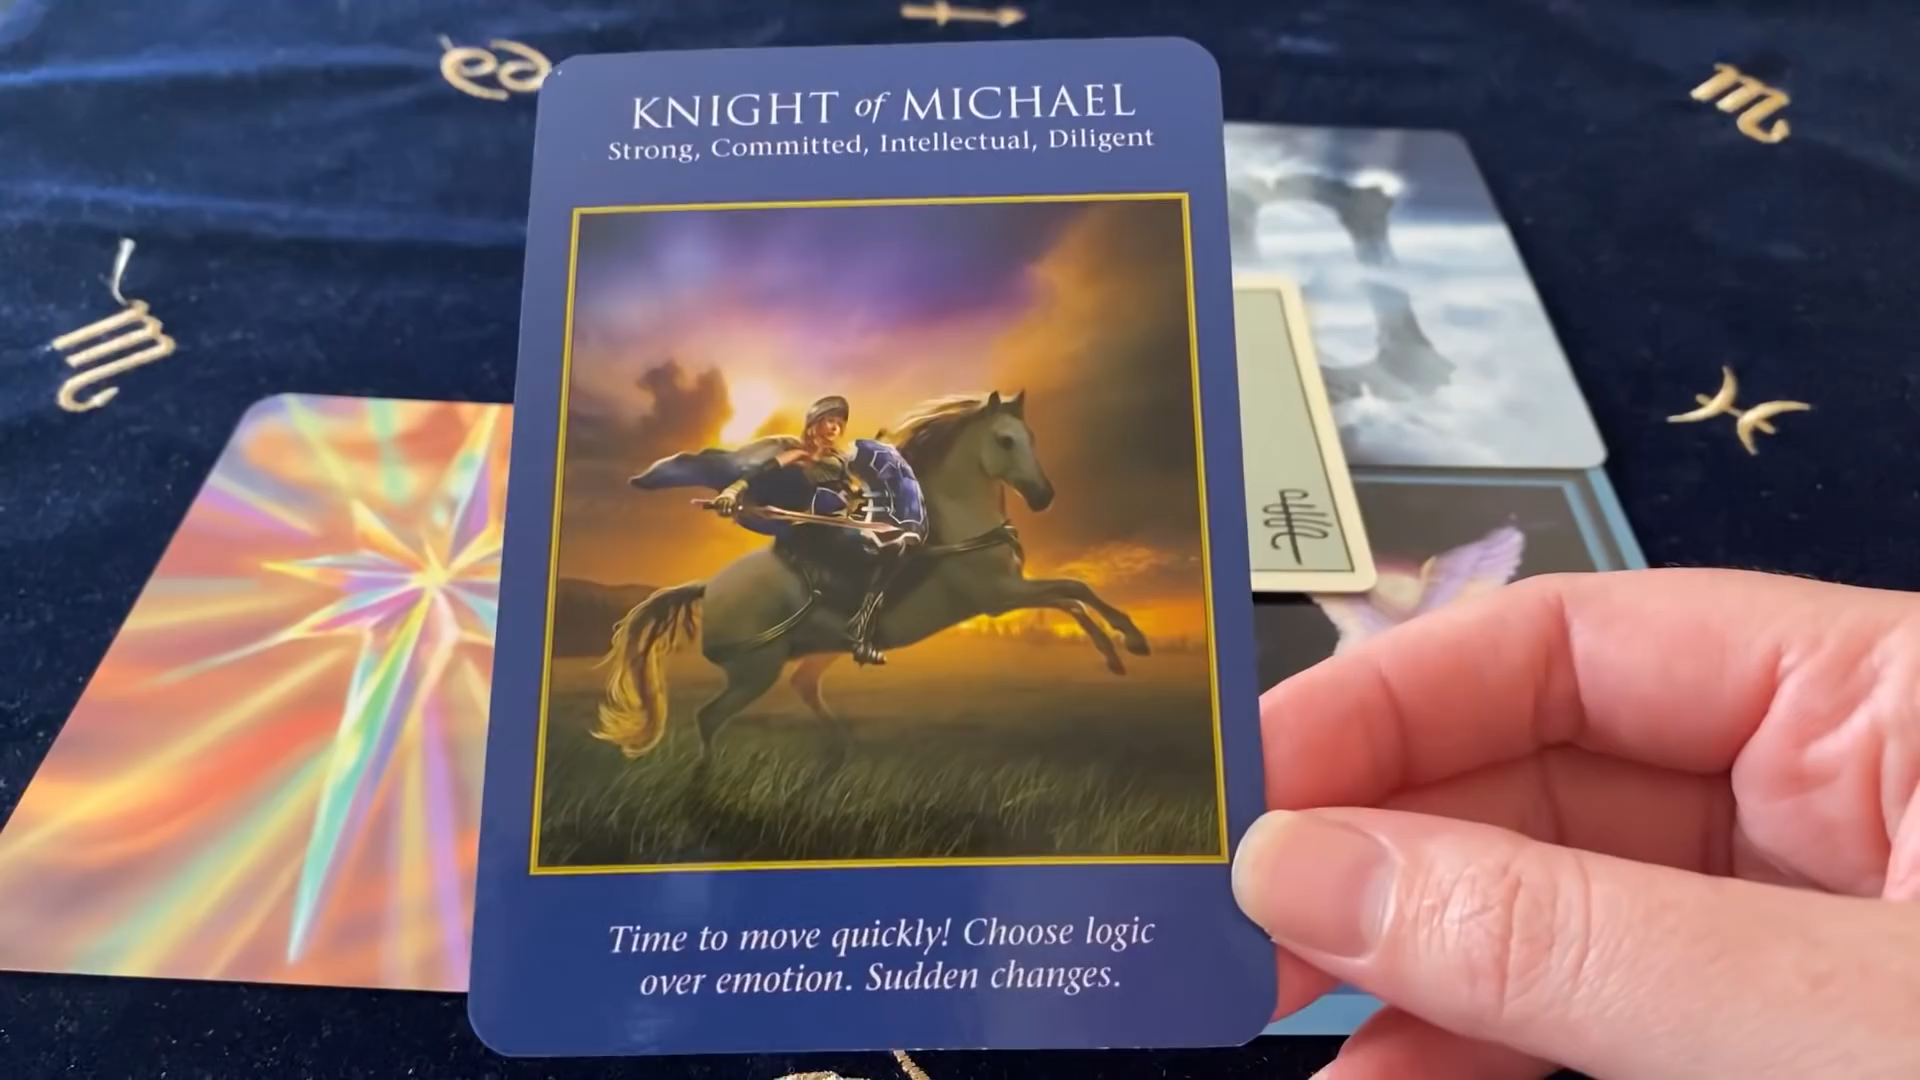 KNIGHT of MICHAEL
Strong, Committed, Intellectual, Diligent
Time to move quickly! Choose logic
over emotion. Sudden changes.